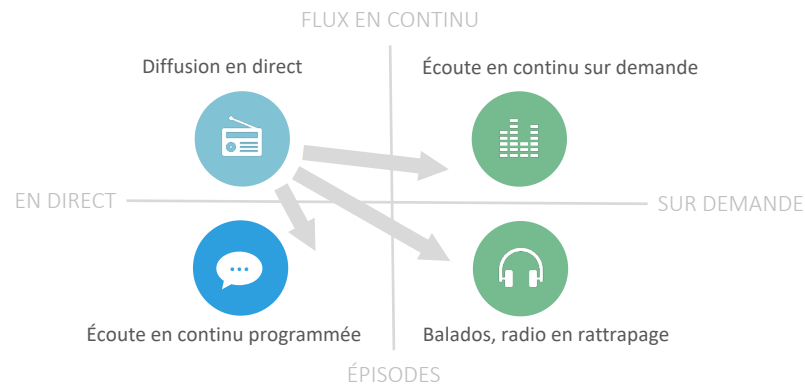 FLUX EN CONTINU
Diffusion en direct
Écoute en continu sur demande
EN DIRECT
SUR DEMANDE
Écoute en continu programmée
Balados, radio en rattrapage
ÉPISODES